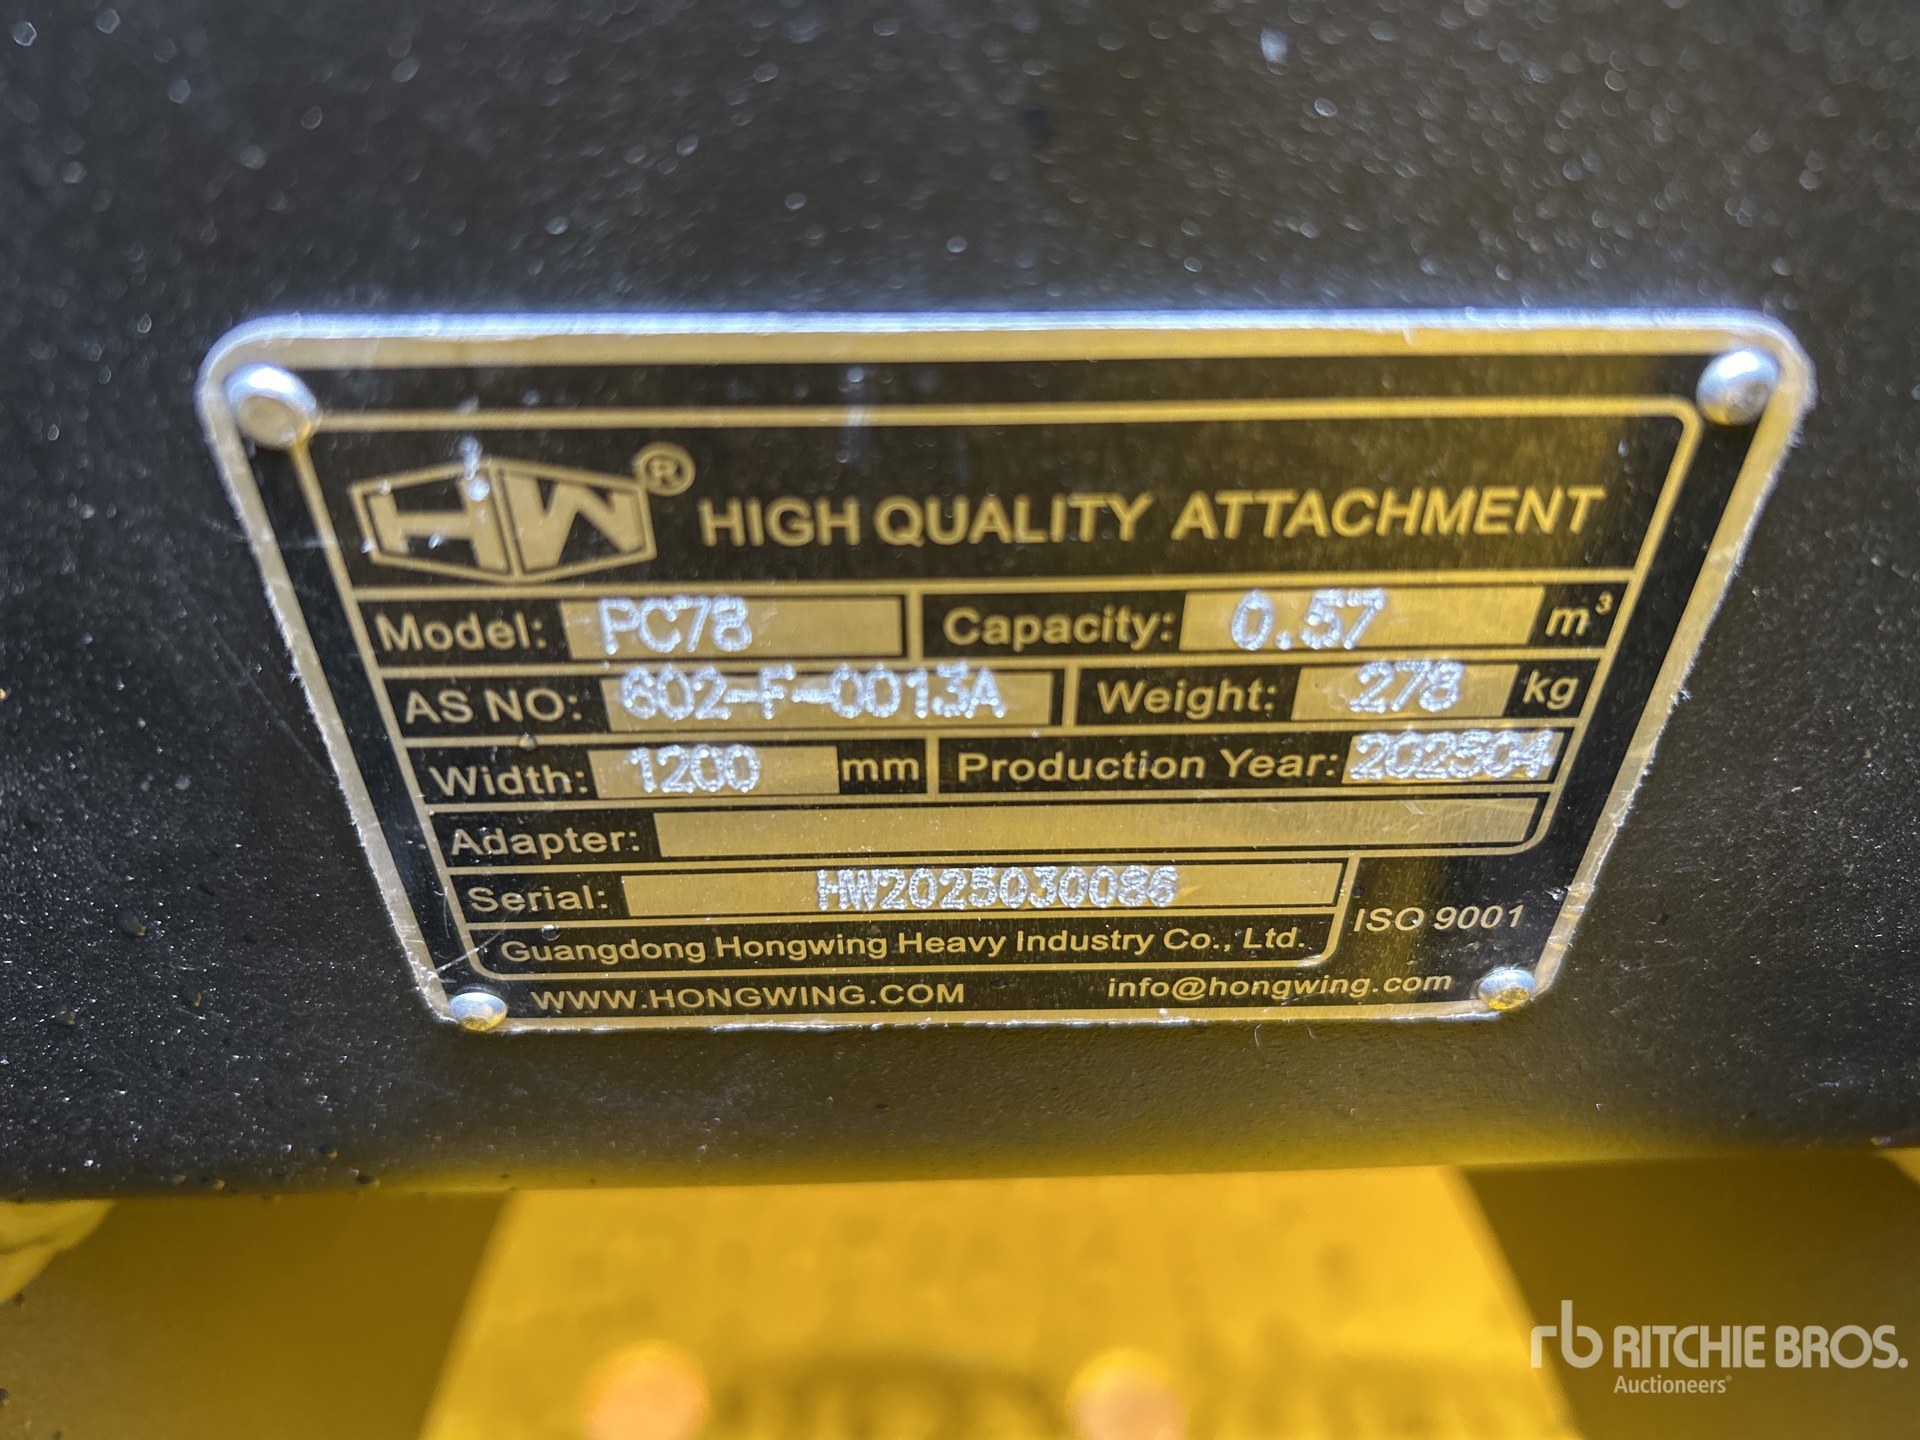 HW® HIGH QUALITY ATTACHMENT
Model: PC78 Capacity: 0.57 m³
AS NO: 602-F-0013A Weight: 278 kg
Width: 1200 mm Production Year: 202504
Adapter:
Serial: HW2025030086
Guangdong Hongwing Heavy Industry Co., Ltd. ISO 9001
WWW.HONGWING.COM info@hongwing.com
rb RITCHIE BROS.
Auctioneers®